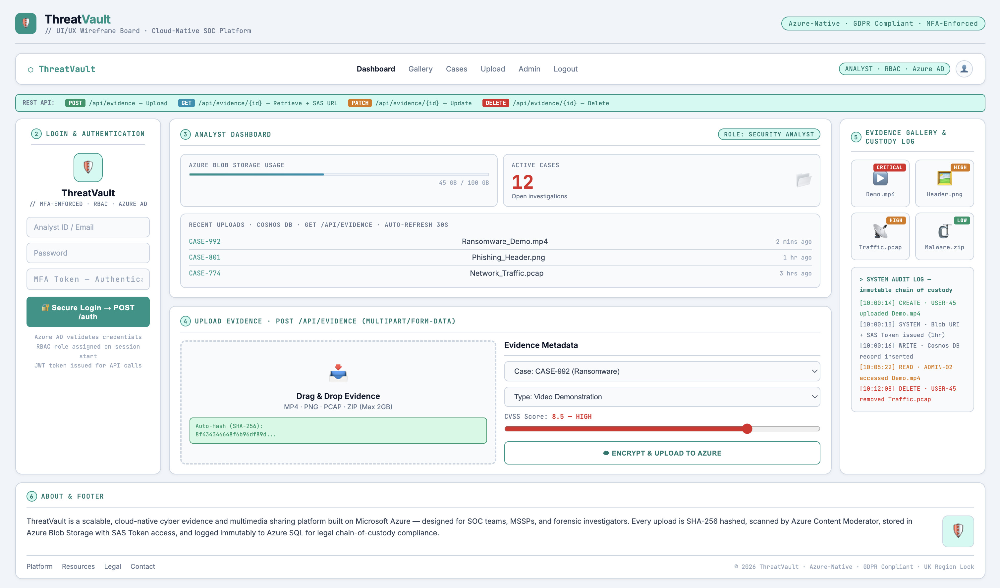 ThreatVault
// UI/UX Wireframe Board · Cloud-Native SOC Platform
Azure-Native · GDPR Compliant · MFA-Enforced
ThreatVault
Dashboard
Gallery
Cases
Upload
Admin
Logout
ANALYST · RBAC · Azure AD
REST API:
POST /api/evidence — Upload
GET /api/evidence/{id} — Retrieve + SAS URL
PATCH /api/evidence/{id} — Update
DELETE /api/evidence/{id} — Delete
2 LOGIN & AUTHENTICATION
ThreatVault
// MFA-ENFORCED · RBAC · AZURE AD
Analyst ID / Email
Password
MFA Token — Authentica
🔐 Secure Login → POST
/auth
Azure AD validates credentials
RBAC role assigned on session
start
JWT token issued for API calls
3 ANALYST DASHBOARD
ROLE: SECURITY ANALYST
AZURE BLOB STORAGE USAGE
45 GB / 100 GB
ACTIVE CASES
12
Open investigations
RECENT UPLOADS · COSMOS DB · GET /API/EVIDENCE · AUTO-REFRESH 30S
CASE-992 Ransomware_Demo.mp4 2 mins ago
CASE-801 Phishing_Header.png 1 hr ago
CASE-774 Network_Traffic.pcap 3 hrs ago
4 UPLOAD EVIDENCE · POST /API/EVIDENCE (MULTIPART/FORM-DATA)
Drag & Drop Evidence
MP4 · PNG · PCAP · ZIP (Max 2GB)
Auto-Hash (SHA-256):
8f434346648f6b96df89d...
Evidence Metadata
Case: CASE-992 (Ransomware)
Type: Video Demonstration
CVSS Score: 8.5 — HIGH
ENCRYPT & UPLOAD TO AZURE
5 EVIDENCE GALLERY &
CUSTODY LOG
CRITICAL
Demo.mp4
HIGH
Header.png
HIGH
Traffic.pcap
LOW
Malware.zip
> SYSTEM AUDIT LOG —
immutable chain of custody
[10:00:14] CREATE · USER-45
uploaded Demo.mp4
[10:00:15] SYSTEM · Blob URI
+ SAS Token issued (1hr)
[10:00:16] WRITE · Cosmos DB
record inserted
[10:05:22] READ · ADMIN-02
accessed Demo.mp4
[10:12:08] DELETE · USER-45
removed Traffic.pcap
6 ABOUT & FOOTER
ThreatVault is a scalable, cloud-native cyber evidence and multimedia sharing platform built on Microsoft Azure — designed for SOC teams, MSSPs, and forensic investigators. Every upload is SHA-256 hashed, scanned by Azure Content Moderator, stored in
Azure Blob Storage with SAS Token access, and logged immutably to Azure SQL for legal chain-of-custody compliance.
Platform
Resources
Legal
Contact
© 2026 ThreatVault · Azure-Native · GDPR Compliant · UK Region Lock